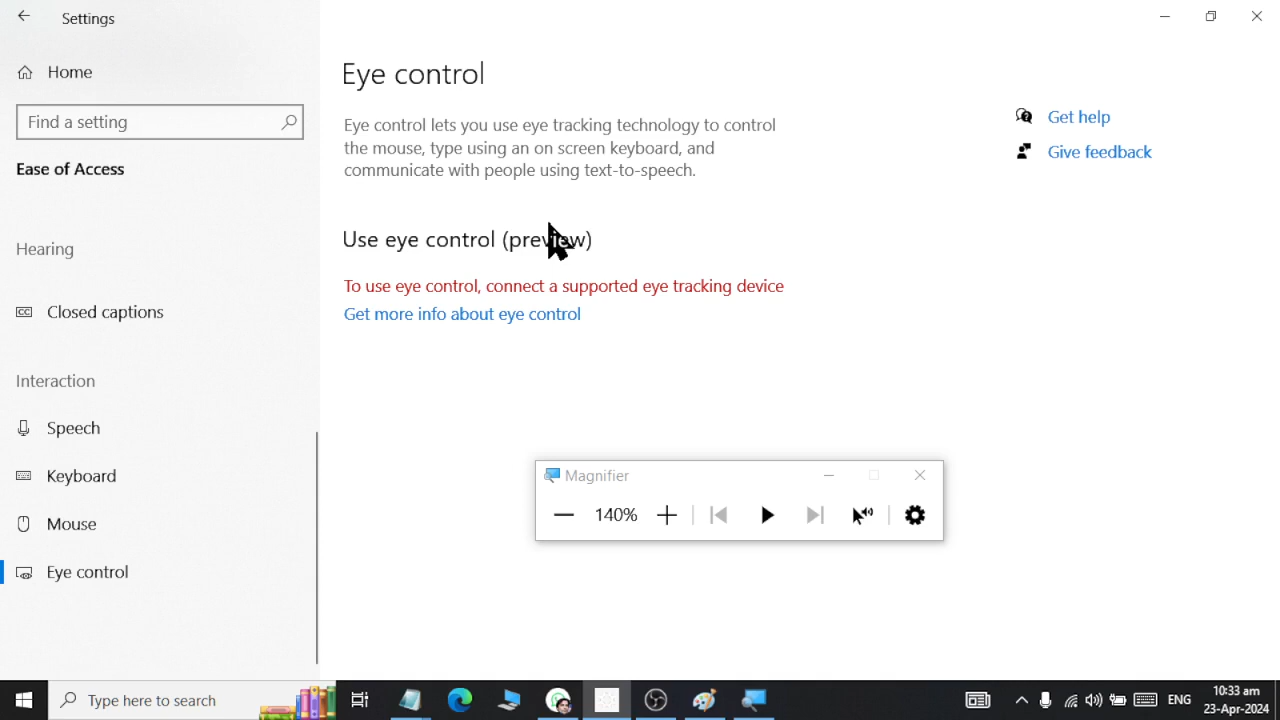 Settings
Home
Find a setting
Ease of Access
Hearing
Closed captions
Interaction
Speech
Keyboard
Mouse
Eye control
Eye control
Eye control lets you use eye tracking technology to control
the mouse, type using an on screen keyboard, and
communicate with people using text-to-speech.
Use eye control (preview)
To use eye control, connect a supported eye tracking device
Get more info about eye control
Get help
Give feedback
Magnifier
140%
Type here to search
ENG
10:33 am
23-Apr-2024